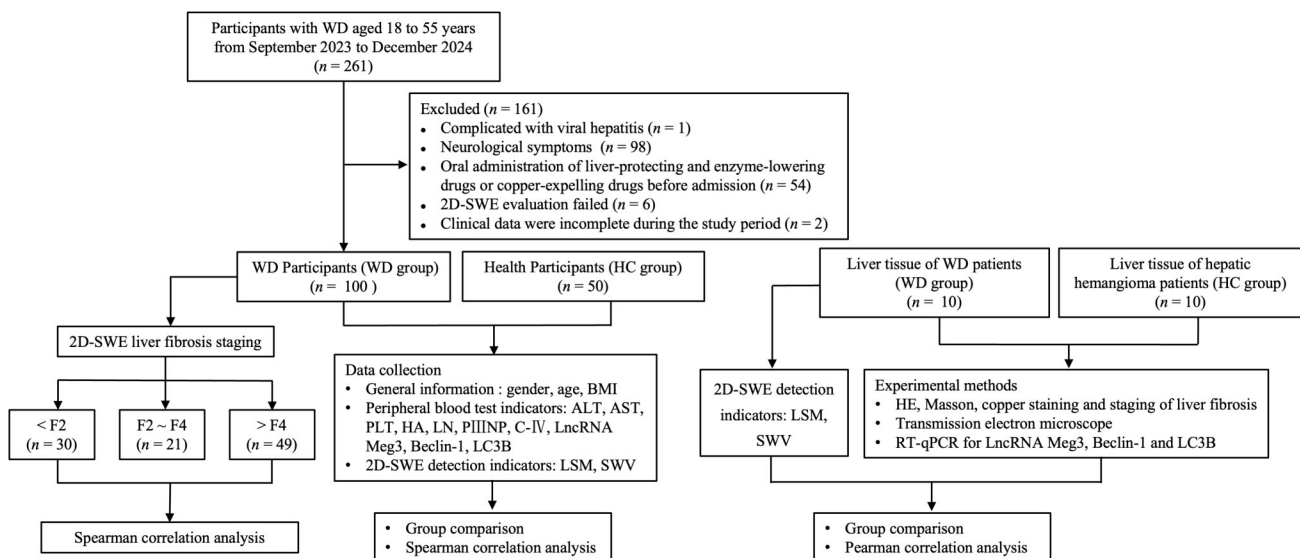 Participants with WD aged 18 to 55 years
from September 2023 to December 2024
(n = 261)
Excluded (n = 161)
• Complicated with viral hepatitis (n = 1)
• Neurological symptoms (n = 98)
• Oral administration of liver-protecting and enzyme-lowering
drugs or copper-expelling drugs before admission (n = 54)
• 2D-SWE evaluation failed (n = 6)
• Clinical data were incomplete during the study period (n = 2)
WD Participants (WD group)
(n = 100 )
Health Participants (HC group)
(n = 50)
Liver tissue of WD patients
(WD group)
(n = 10)
Liver tissue of hepatic
hemangioma patients (HC group)
(n = 10)
2D-SWE liver fibrosis staging
< F2
(n = 30)
F2 ~ F4
(n = 21)
> F4
(n = 49)
Spearman correlation analysis
Data collection
• General information : gender, age, BMI
• Peripheral blood test indicators: ALT, AST,
PLT, HA, LN, PⅢNP, C-Ⅳ, LncRNA
Meg3, Beclin-1, LC3B
• 2D-SWE detection indicators: LSM, SWV
• Group comparison
• Spearman correlation analysis
2D-SWE detection
indicators: LSM,
SWV
Experimental methods
• HE, Masson, copper staining and staging of liver fibrosis
• Transmission electron microscope
• RT-qPCR for LncRNA Meg3, Beclin-1 and LC3B
• Group comparison
• Pearman correlation analysis